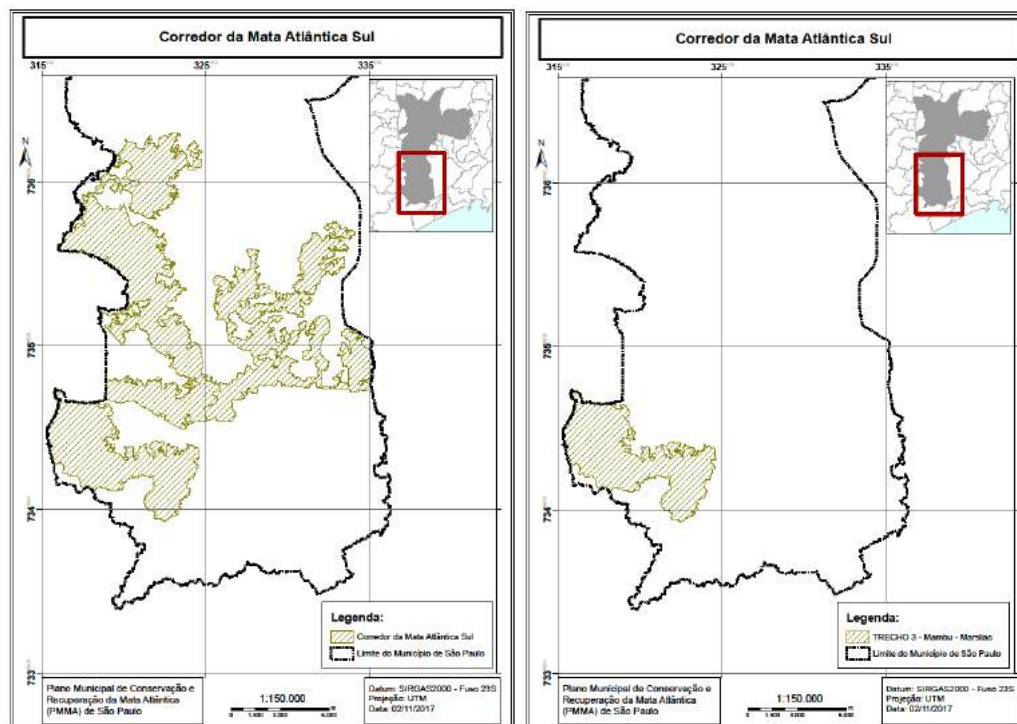 Corredor da Mata Atlântica Sul
315
325
335
N
736
735
734
733
Legenda:
Corredor da Mata Atlântica Sul
Limite do Município de São Paulo
Plano Municipal de Conservação e
Recuperação da Mata Atlântica
(PMMA) de São Paulo
1:150.000
Datum: SIRGAS2000 - Fuso 23S
Projeção: UTM
Data: 02/11/2017
Corredor da Mata Atlântica Sul
315
325
335
N
736
735
734
733
Legenda:
TRECHO 3 - Mambu - Marsilac
Limite do Município de São Paulo
Plano Municipal de Conservação e
Recuperação da Mata Atlântica
(PMMA) de São Paulo
1:150.000
Datum: SIRGAS2000 - Fuso 23S
Projeção: UTM
Data: 02/11/2017